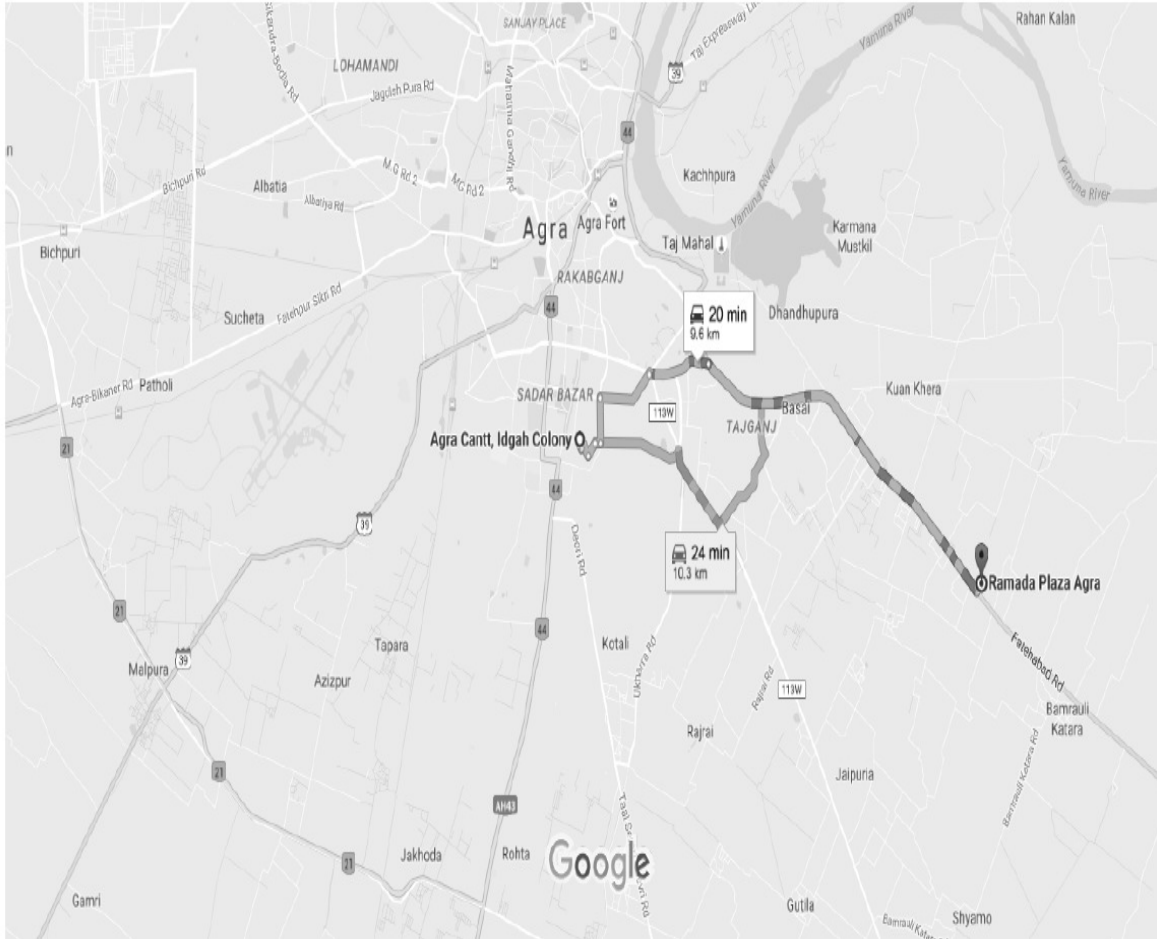 SANJAY PLACE
Rahan Kalan
Yamuna River
39
LOHAMANDI
Jagdish Pura Rd
Mahatma Gandhi Rd
44
Bichpuri Rd
Albatia
M G Rd 2
MG Rd 2
Kachhpura
Yamuna River
Yamuna River
Agra
Agra Fort
Karmana
Mustkil
Bichpuri
Taj Mahal
RAKABGANJ
44
Sucheta
Fatehpur Sikri Rd
20 min
9.6 km
Dhandhupura
Agra-Bikaner Rd
Patholi
SADAR BAZAR
113W
Basai
Kuan Khera
TAJGANJ
Agra Cantt, Idgah Colony
21
44
39
24 min
10.3 km
Deori Rd
Ramada Plaza Agra
21
44
Kotali
Tapara
Malpura
39
Azizpur
Rajrai Rd
113W
Fatehabad Rd
Rajrai
Bamrauli
Katara
21
Jaipuria
Bamrauli Katara Rd
AH43
21
Jakhoda
Rohta
Google
Gamri
Gutila
Shyamo